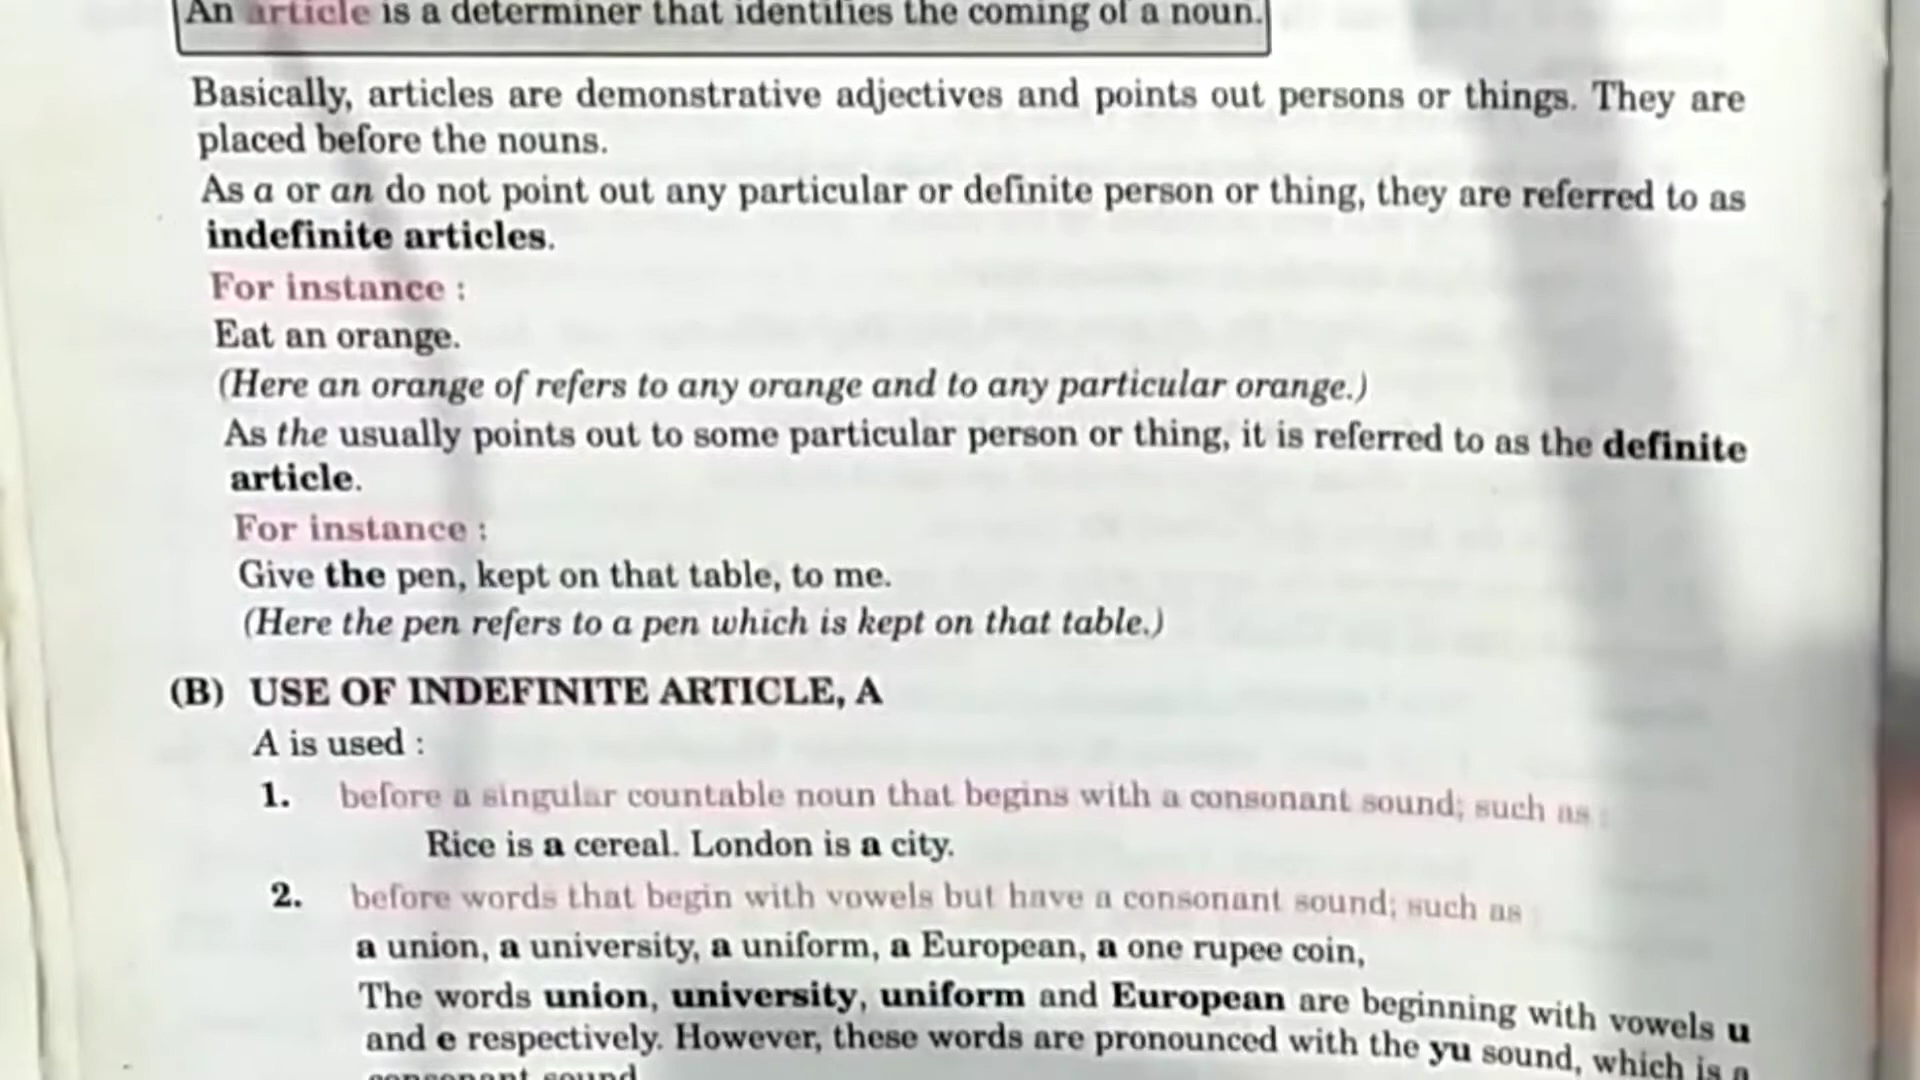 An article is a determiner that identifies the coming of a noun.
Basically, articles are demonstrative adjectives and points out persons or things. They are
placed before the nouns.
As a or an do not point out any particular or definite person or thing, they are referred to as
indefinite articles.
For instance :
Eat an orange.
(Here an orange of refers to any orange and to any particular orange.)
As the usually points out to some particular person or thing, it is referred to as the definite
article.
For instance :
Give the pen, kept on that table, to me.
(Here the pen refers to a pen which is kept on that table.)
(B) USE OF INDEFINITE ARTICLE, A
A is used :
1. before a singular countable noun that begins with a consonant sound; such as :
Rice is a cereal. London is a city.
2. before words that begin with vowels but have a consonant sound; such as
a union, a university, a uniform, a European, a one rupee coin,
The words union, university, uniform and European are beginning with vowels u
and e respectively. However, these words are pronounced with the yu sound, which is a
consonant sound